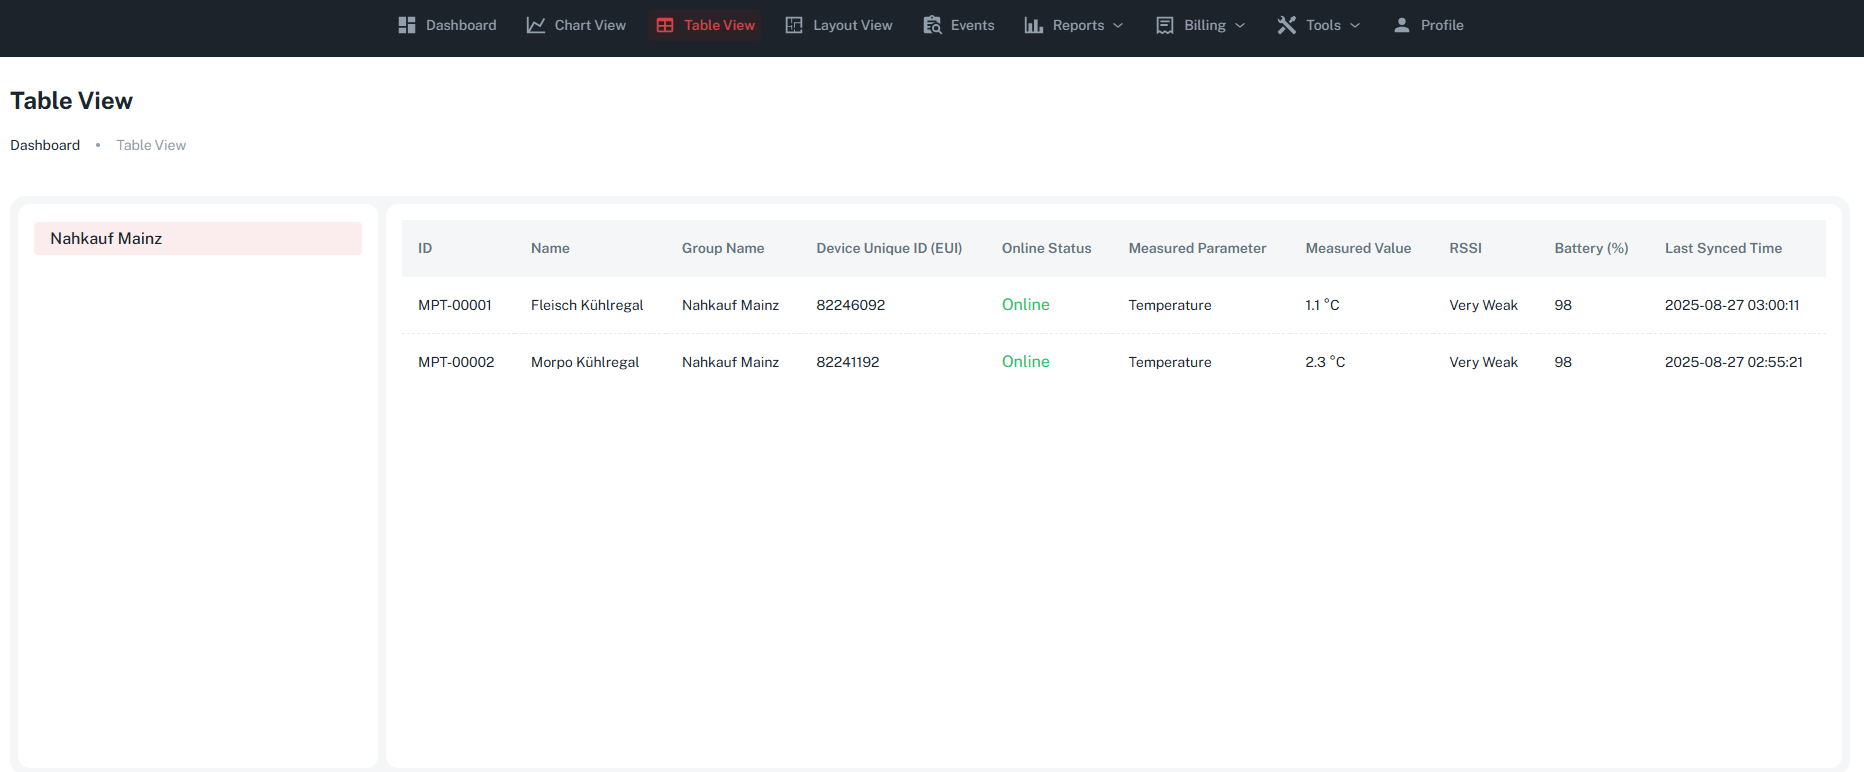 Dashboard Chart View Table View Layout View Events Reports Billing Tools Profile
Table View
Dashboard • Table View
Nahkauf Mainz
ID Name Group Name Device Unique ID (EUI) Online Status Measured Parameter Measured Value RSSI Battery (%) Last Synced Time
MPT-00001 Fleisch Kühlregal Nahkauf Mainz 82246092 Online Temperature 1.1 °C Very Weak 98 2025-08-27 03:00:11
MPT-00002 Morpo Kühlregal Nahkauf Mainz 82241192 Online Temperature 2.3 °C Very Weak 98 2025-08-27 02:55:21